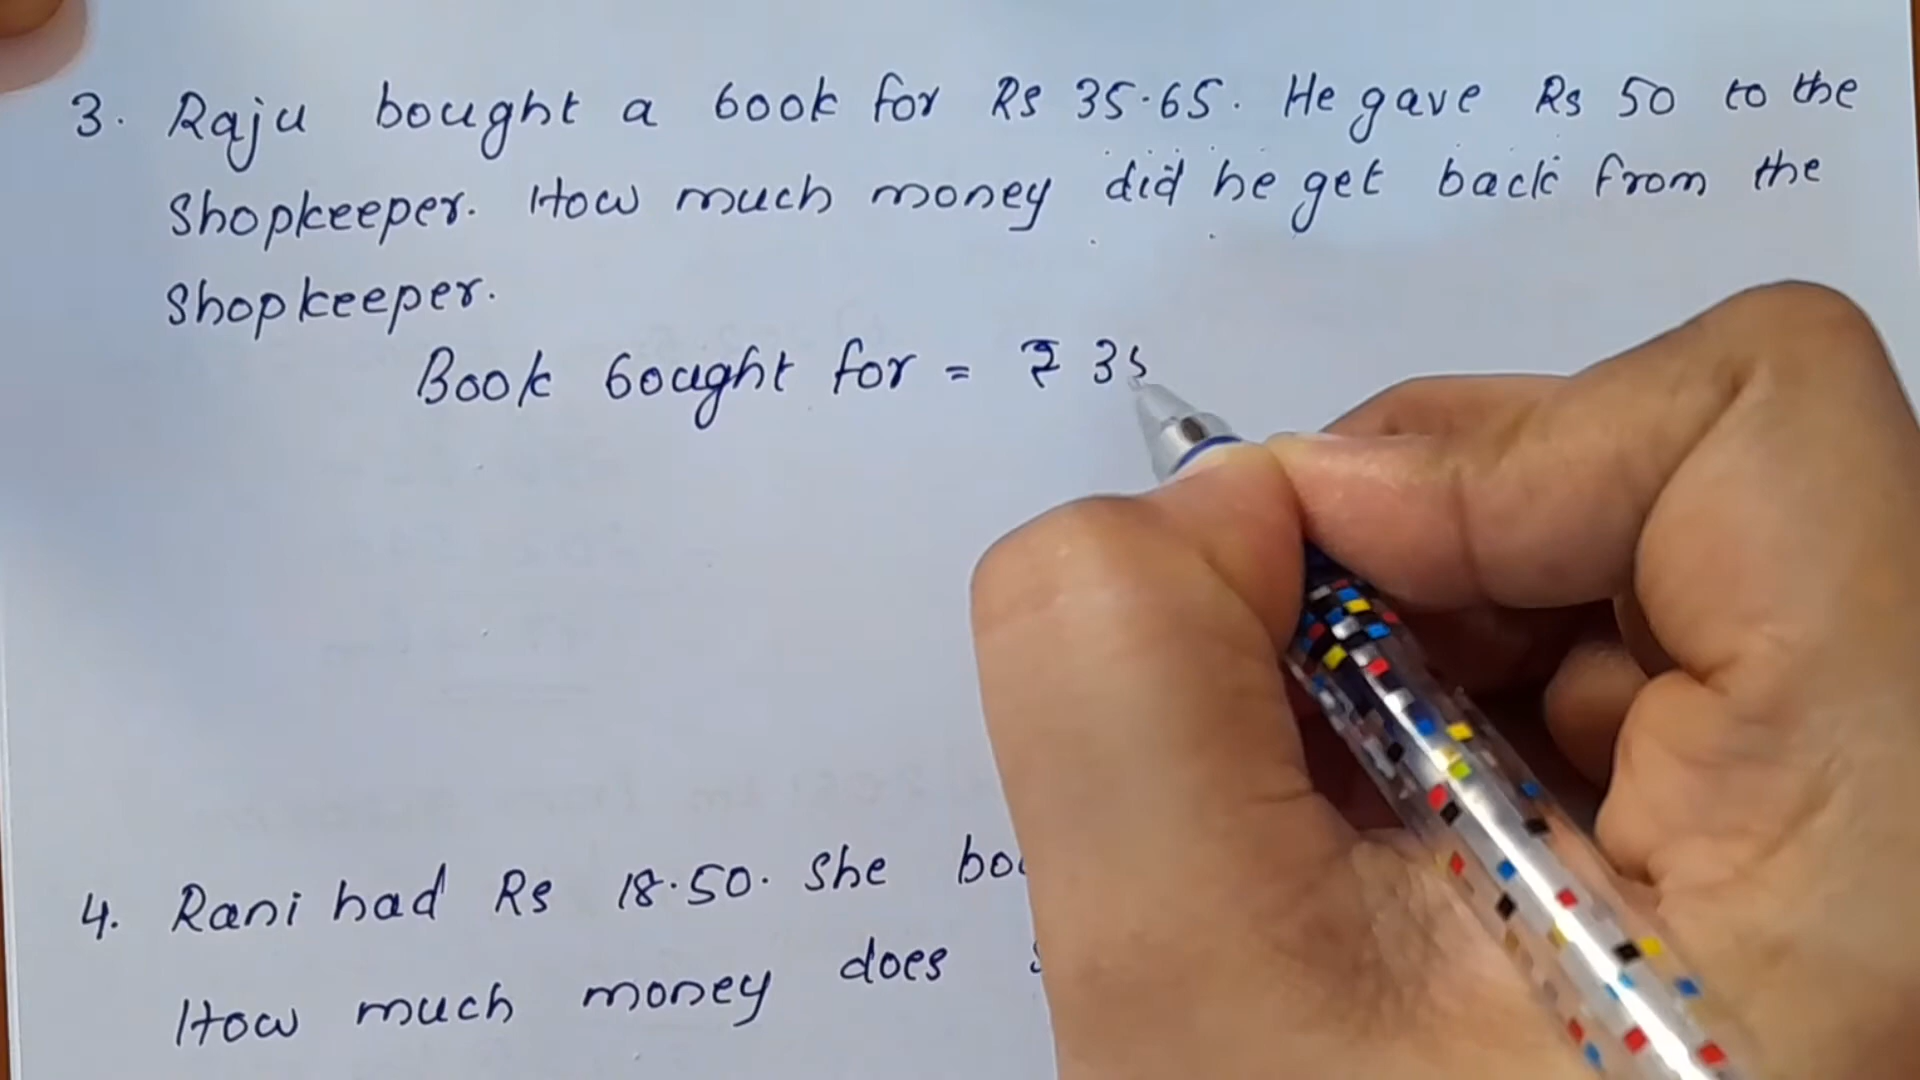 3. Raju bought a book for Rs 35.65. He gave Rs 50 to the
shopkeeper. How much money did he get back from the
shopkeeper.
Book bought for = ₹ 35
4. Rani had Rs 18.50. She
How much money does